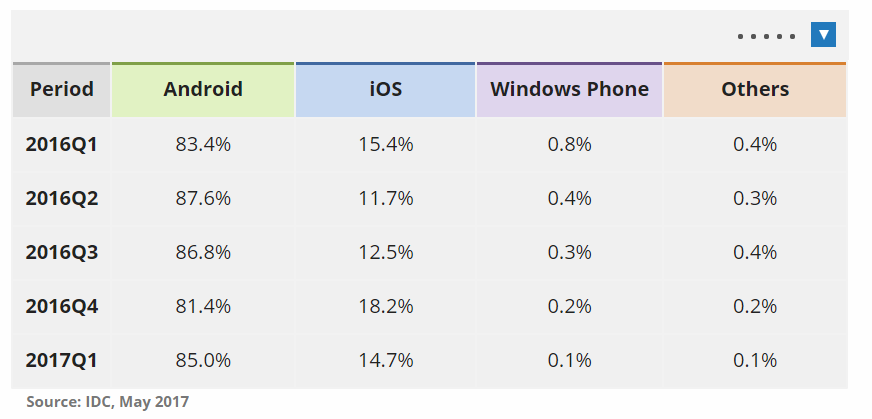 Period Android iOS Windows Phone Others
2016Q1 83.4% 15.4% 0.8% 0.4%
2016Q2 87.6% 11.7% 0.4% 0.3%
2016Q3 86.8% 12.5% 0.3% 0.4%
2016Q4 81.4% 18.2% 0.2% 0.2%
2017Q1 85.0% 14.7% 0.1% 0.1%
Source: IDC, May 2017